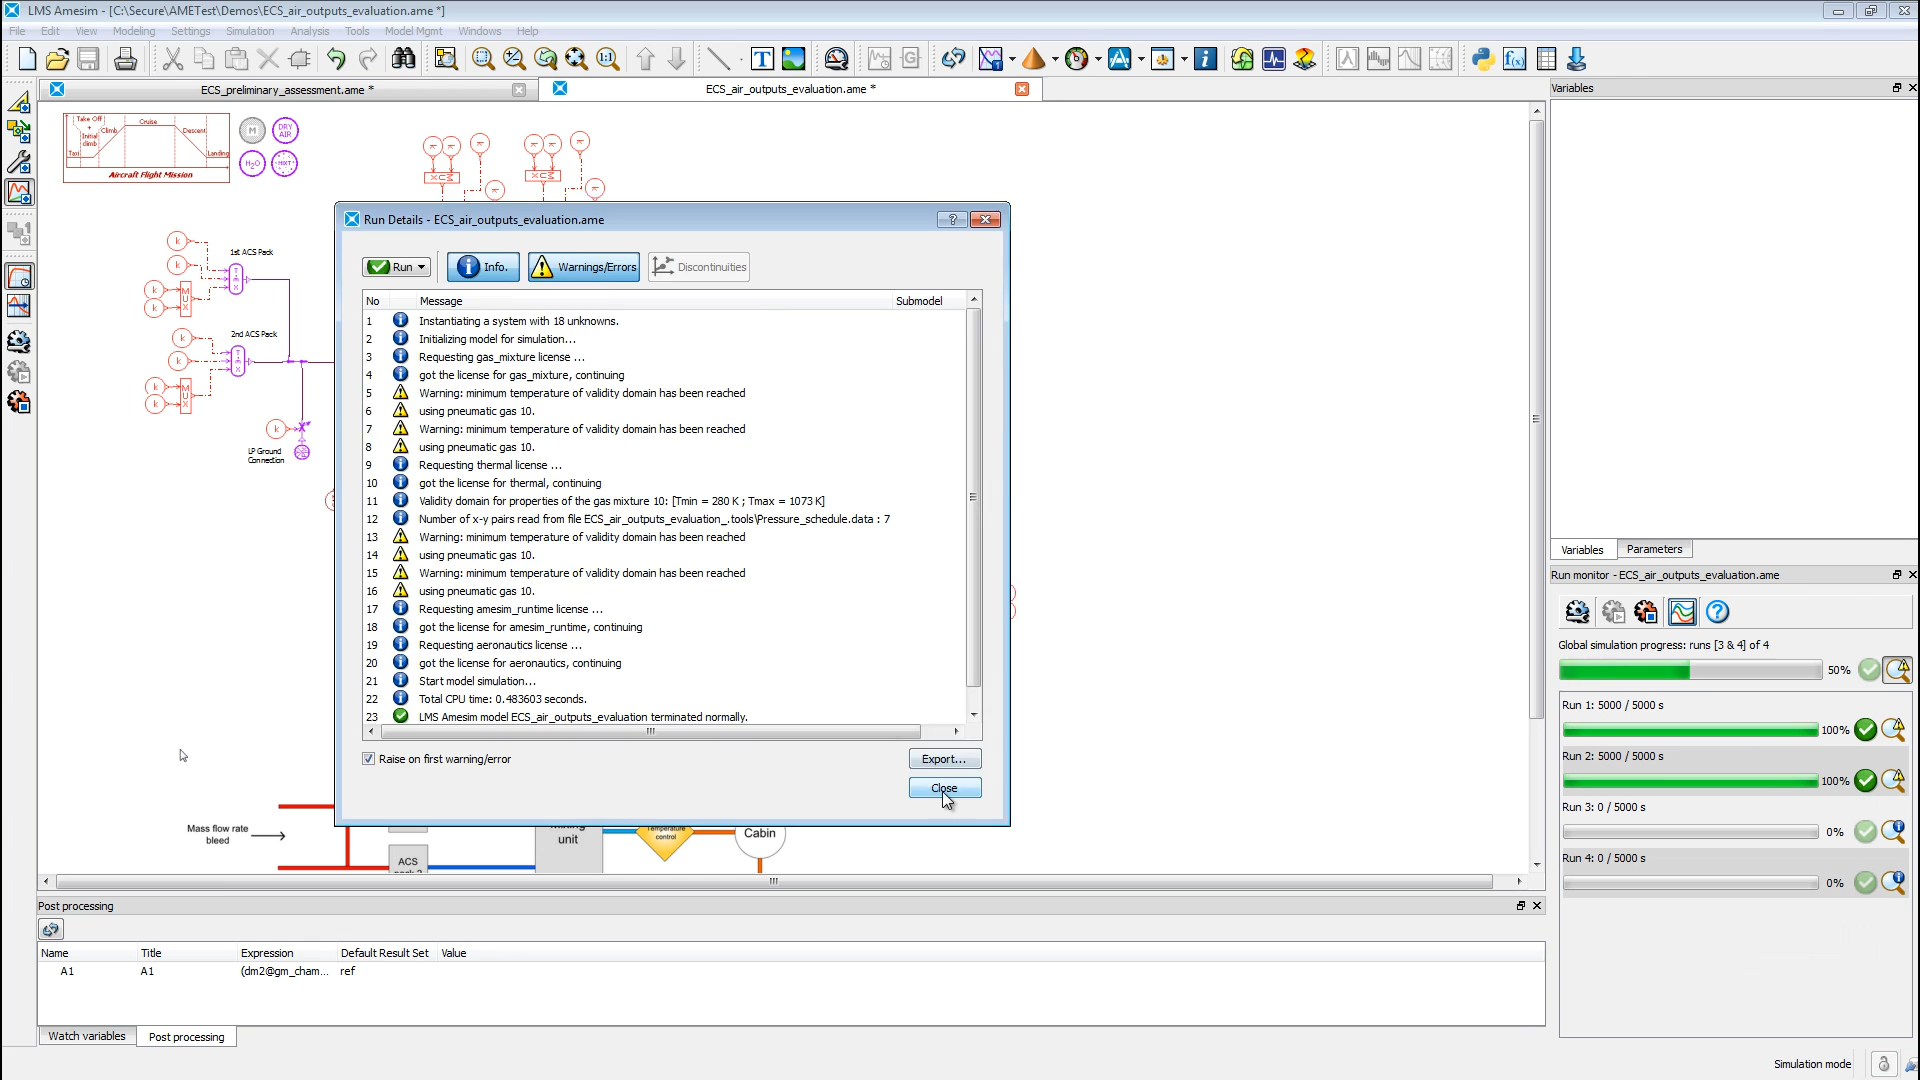 LMS Amesim - [C:\Secure\AMETest\Demos\ECS_air_outputs_evaluation.ame *]
File Edit View Modeling Settings Simulation Analysis Tools Model Mgmt Windows Help
ECS_preliminary_assessment.ame *
ECS_air_outputs_evaluation.ame *
Variables
Take Off
+
Initial
climb
Climb
Cruise
Descent
Taxi
Landing
Aircraft Flight Mission
M
DRY
AIR
H2O
MIXT
1st ACS Pack
2nd ACS Pack
LP Ground
Connection
Run Details - ECS_air_outputs_evaluation.ame
Run
Info.
Warnings/Errors
Discontinuities
No Message Submodel
1 Instantiating a system with 18 unknowns.
2 Initializing model for simulation...
3 Requesting gas_mixture license ...
4 got the license for gas_mixture, continuing
5 Warning: minimum temperature of validity domain has been reached
6 using pneumatic gas 10.
7 Warning: minimum temperature of validity domain has been reached
8 using pneumatic gas 10.
9 Requesting thermal license ...
10 got the license for thermal, continuing
11 Validity domain for properties of the gas mixture 10: [Tmin = 280 K ; Tmax = 1073 K]
12 Number of x-y pairs read from file ECS_air_outputs_evaluation_.tools\Pressure_schedule.data : 7
13 Warning: minimum temperature of validity domain has been reached
14 using pneumatic gas 10.
15 Warning: minimum temperature of validity domain has been reached
16 using pneumatic gas 10.
17 Requesting amesim_runtime license ...
18 got the license for amesim_runtime, continuing
19 Requesting aeronautics license ...
20 got the license for aeronautics, continuing
21 Start model simulation...
22 Total CPU time: 0.483603 seconds.
23 LMS Amesim model ECS_air_outputs_evaluation terminated normally.
Raise on first warning/error
Export...
Close
Mass flow rate
bleed
ACS
unit
Temperature
control
Cabin
Variables Parameters
Run monitor - ECS_air_outputs_evaluation.ame
Global simulation progress: runs [3 & 4] of 4
50%
Run 1: 5000 / 5000 s
100%
Run 2: 5000 / 5000 s
100%
Run 3: 0 / 5000 s
0%
Run 4: 0 / 5000 s
0%
Post processing
Name Title Expression Default Result Set Value
A1 A1 (dm2@gm_cham... ref
Watch variables Post processing
Simulation mode